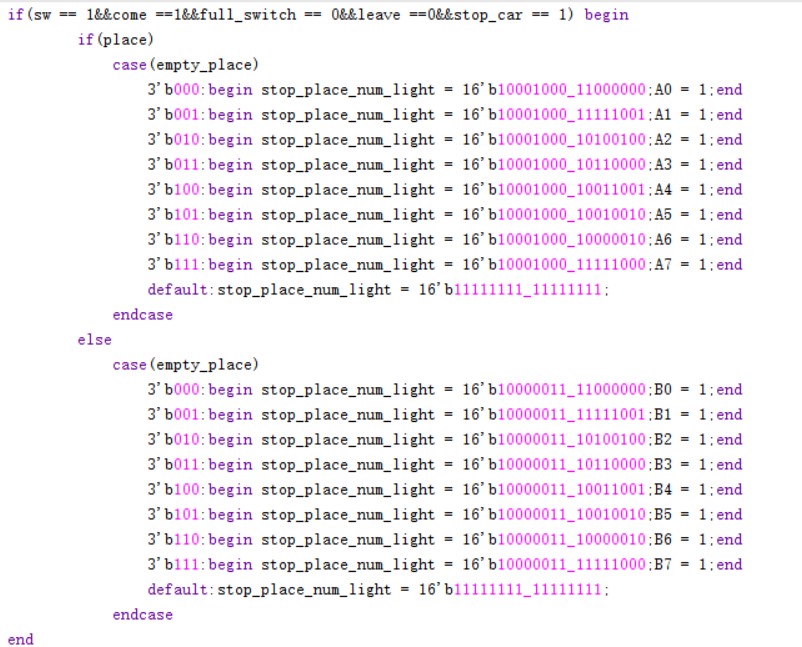 if(sw == 1&&come ==1&&full_switch == 0&&leave ==0&&stop_car == 1) begin
if(place)
case(empty_place)
3'b000:begin stop_place_num_light = 16'b10001000_11000000;A0 = 1;end
3'b001:begin stop_place_num_light = 16'b10001000_11111001;A1 = 1;end
3'b010:begin stop_place_num_light = 16'b10001000_10100100;A2 = 1;end
3'b011:begin stop_place_num_light = 16'b10001000_10110000;A3 = 1;end
3'b100:begin stop_place_num_light = 16'b10001000_10011001;A4 = 1;end
3'b101:begin stop_place_num_light = 16'b10001000_10010010;A5 = 1;end
3'b110:begin stop_place_num_light = 16'b10001000_10000010;A6 = 1;end
3'b111:begin stop_place_num_light = 16'b10001000_11111000;A7 = 1;end
default:stop_place_num_light = 16'b11111111_11111111;
endcase
else
case(empty_place)
3'b000:begin stop_place_num_light = 16'b10000011_11000000;B0 = 1;end
3'b001:begin stop_place_num_light = 16'b10000011_11111001;B1 = 1;end
3'b010:begin stop_place_num_light = 16'b10000011_10100100;B2 = 1;end
3'b011:begin stop_place_num_light = 16'b10000011_10110000;B3 = 1;end
3'b100:begin stop_place_num_light = 16'b10000011_10011001;B4 = 1;end
3'b101:begin stop_place_num_light = 16'b10000011_10010010;B5 = 1;end
3'b110:begin stop_place_num_light = 16'b10000011_10000010;B6 = 1;end
3'b111:begin stop_place_num_light = 16'b10000011_11111000;B7 = 1;end
default:stop_place_num_light = 16'b11111111_11111111;
endcase
end